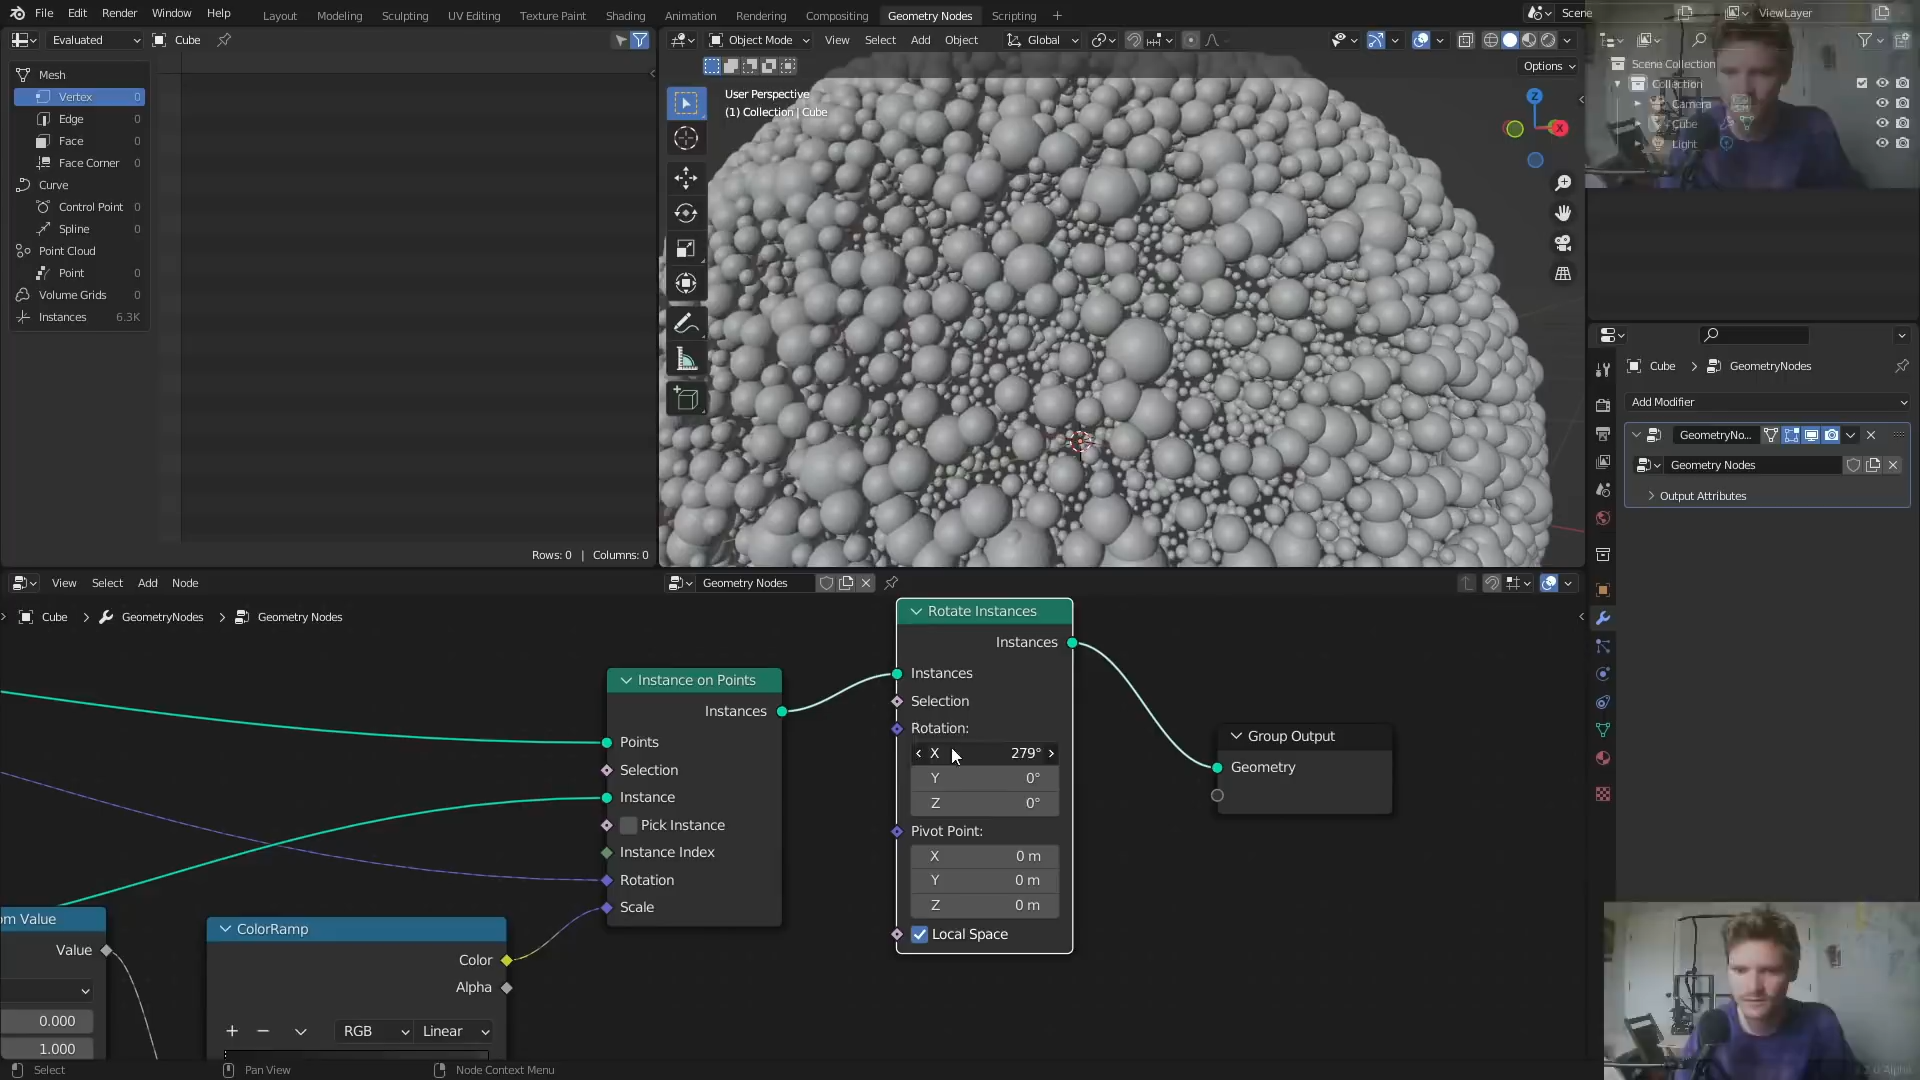 File Edit Render Window Help
Layout Modeling Sculpting UV Editing Texture Paint Shading Animation Rendering Compositing Geometry Nodes Scripting +
Scene
ViewLayer
Evaluated
Cube
Object Mode
View Select Add Object
Global
Options
Mesh
Vertex 0
Edge 0
Face 0
Face Corner 0
Curve
Control Point 0
Spline 0
Point Cloud
Point 0
Volume Grids 0
Instances 6.3K
Rows: 0 | Columns: 0
User Perspective
(1) Collection | Cube
Z
X
Scene Collection
Collection
Camera
Cube
Light
Cube > GeometryNodes
Add Modifier
GeometryNo...
Geometry Nodes
Output Attributes
View Select Add Node
Geometry Nodes
Cube > GeometryNodes > Geometry Nodes
Rotate Instances
Instances
Instances
Selection
Rotation:
X 279°
Y 0°
Z 0°
Pivot Point:
X 0 m
Y 0 m
Z 0 m
Local Space
Instance on Points
Instances
Points
Selection
Instance
Pick Instance
Instance Index
Rotation
Scale
Group Output
Geometry
om Value
Value
0.000
1.000
ColorRamp
Color
Alpha
+ −
RGB
Linear
Select
Pan View
Node Context Menu